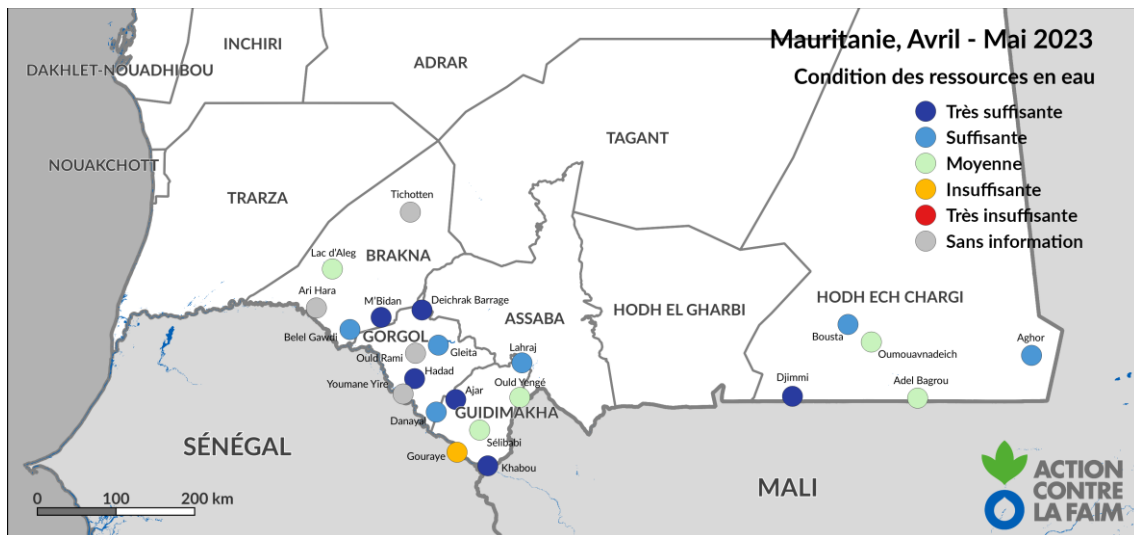 Mauritanie, Avril - Mai 2023
Condition des ressources en eau
Très suffisante
Suffisante
Moyenne
Insuffisante
Très insuffisante
Sans information
INCHIRI
DAKHLET-NOUADHIBOU
ADRAR
TAGANT
NOUAKCHOTT
TRARZA
Tichotten
Lac d'Aleg
BRAKNA
Ari Hara
M'Bidan
Deichrak Barrage
HODH ECH CHARGI
HODH EL GHARBI
ASSABA
Belel Gawdi
GORGOL
Gleita
Lahraj
Bousta
Oumouavnadeich
Aghor
Ould Rami
Hadad
Youmane Yire
Ajar
Ould Yengé
Djimmi
Adel Bagrou
GUIDIMAKHA
Danayal
Sélibabi
Gouraye
Khabou
SÉNÉGAL
MALI
0 100 200 km
ACTION
CONTRE
LA FAIM